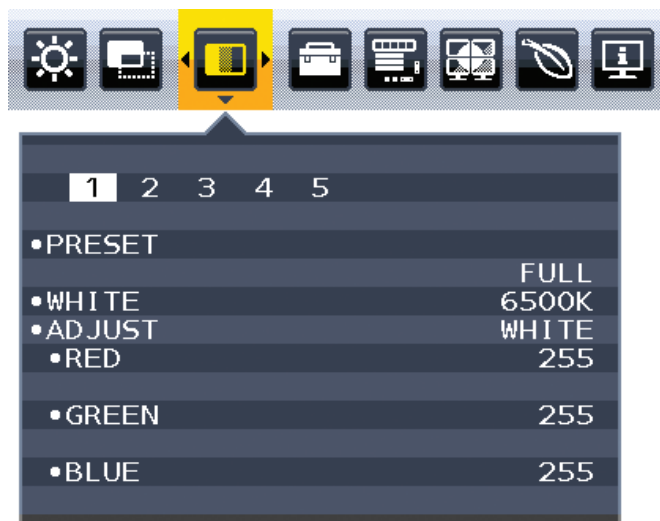 1 2 3 4 5
•PRESET
FULL
•WHITE 6500K
•ADJUST WHITE
•RED 255
•GREEN 255
•BLUE 255